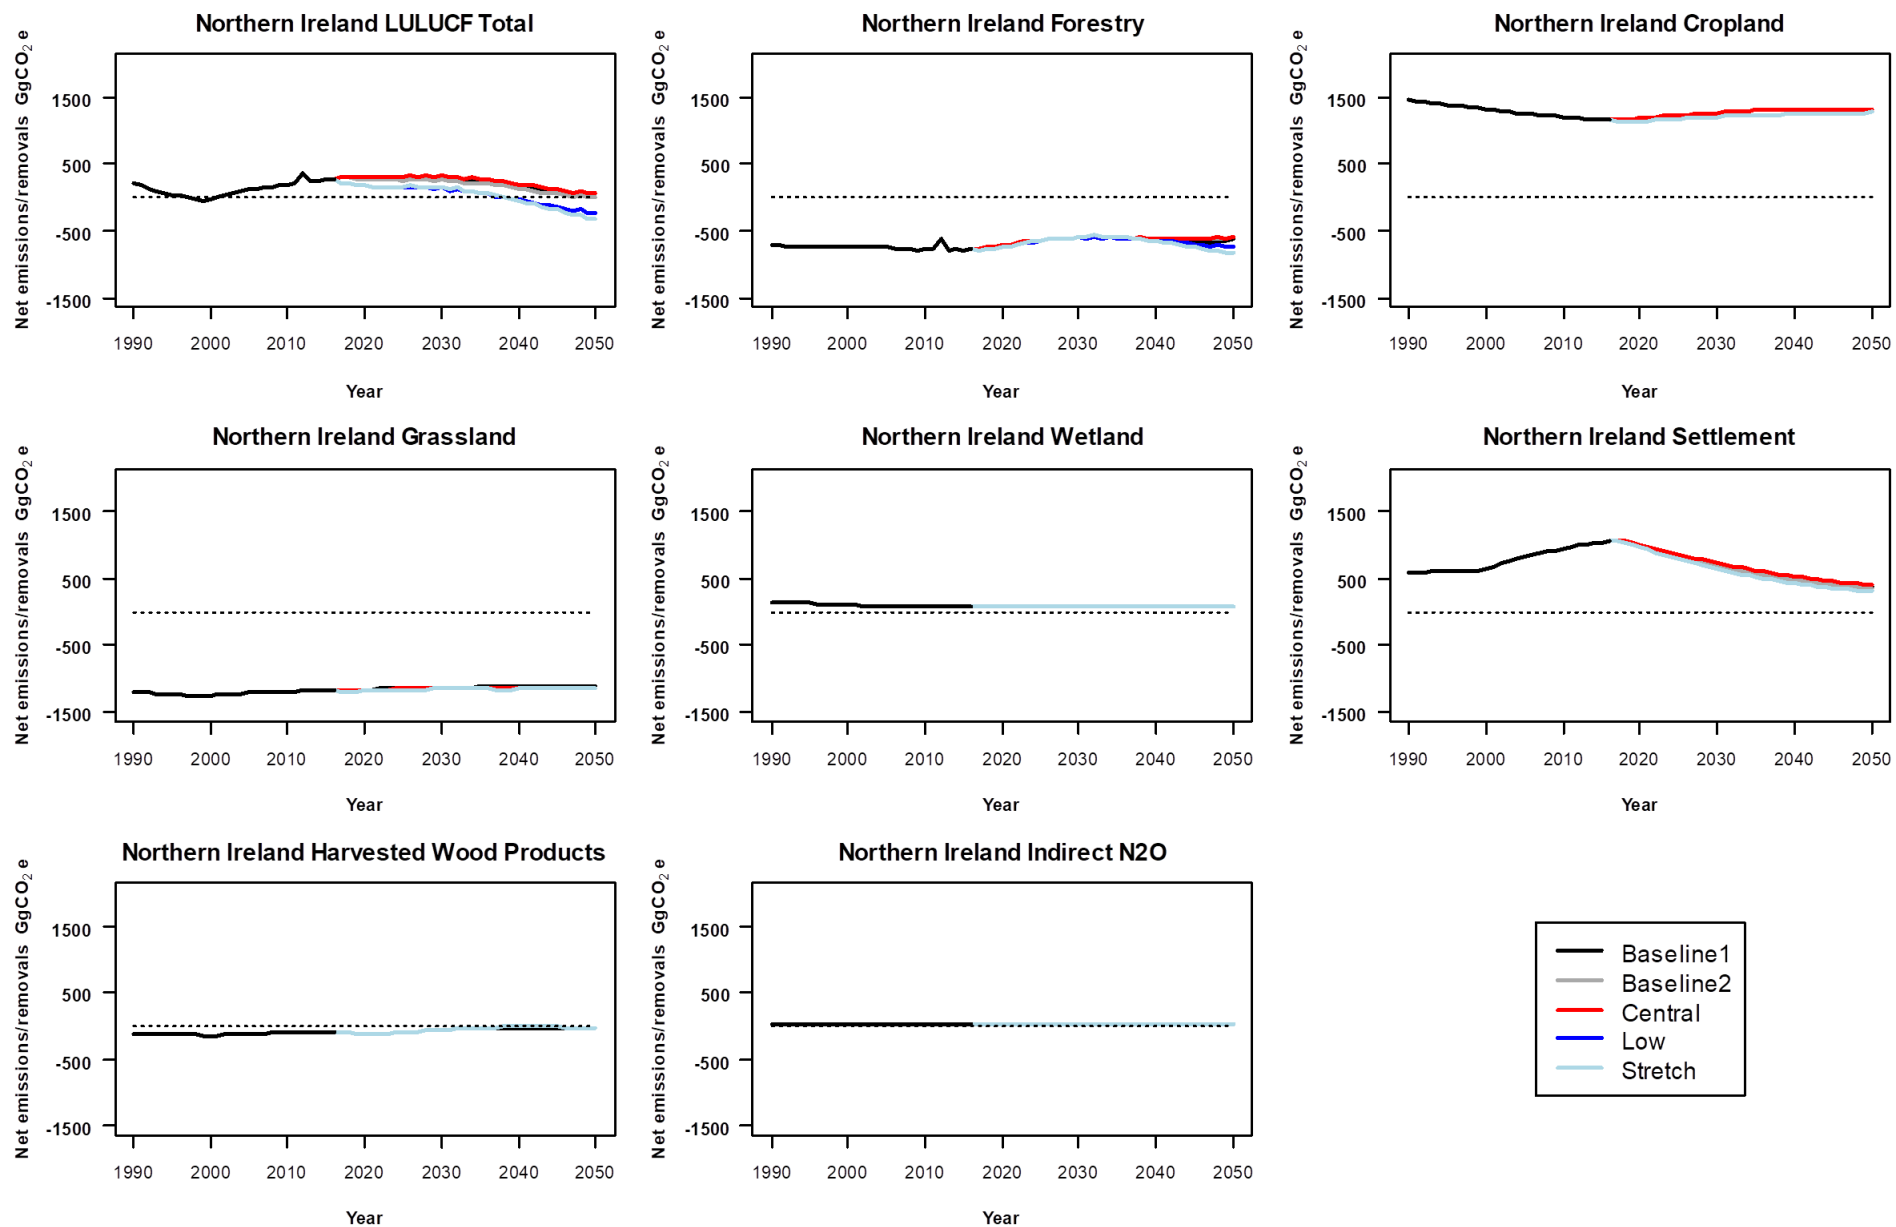 Northern Ireland LULUCF Total
Net emissions/removals GgCO2 e
1500
500
-500
-1500
1990 2000 2010 2020 2030 2040 2050
Year
Northern Ireland Forestry
Net emissions/removals GgCO2 e
1500
500
-500
-1500
1990 2000 2010 2020 2030 2040 2050
Year
Northern Ireland Cropland
Net emissions/removals GgCO2 e
1500
500
-500
-1500
1990 2000 2010 2020 2030 2040 2050
Year
Northern Ireland Grassland
Net emissions/removals GgCO2 e
1500
500
-500
-1500
1990 2000 2010 2020 2030 2040 2050
Year
Northern Ireland Wetland
Net emissions/removals GgCO2 e
1500
500
-500
-1500
1990 2000 2010 2020 2030 2040 2050
Year
Northern Ireland Settlement
Net emissions/removals GgCO2 e
1500
500
-500
-1500
1990 2000 2010 2020 2030 2040 2050
Year
Northern Ireland Harvested Wood Products
Net emissions/removals GgCO2 e
1500
500
-500
-1500
1990 2000 2010 2020 2030 2040 2050
Year
Northern Ireland Indirect N2O
Net emissions/removals GgCO2 e
1500
500
-500
-1500
1990 2000 2010 2020 2030 2040 2050
Year
Baseline1
Baseline2
Central
Low
Stretch